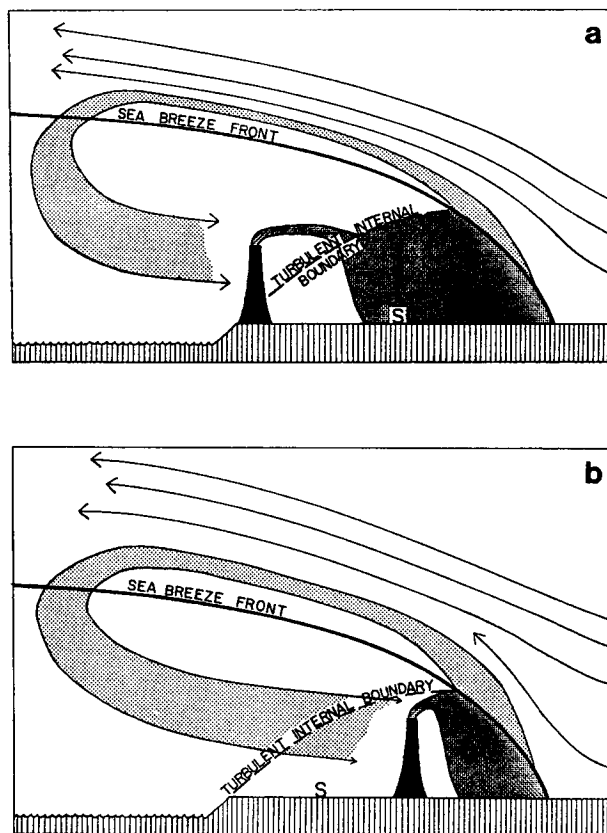 a
SEA BREEZE FRONT
TURBULENT INTERNAL
BOUNDARY
S
b
SEA BREEZE FRONT
TURBULENT INTERNAL BOUNDARY
S